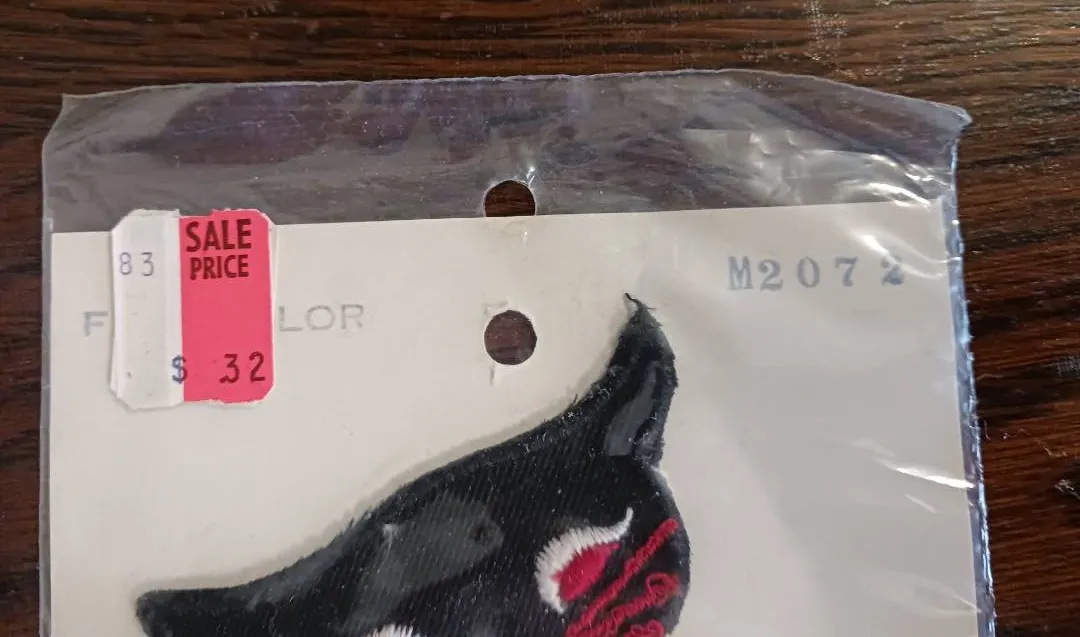 SALE
PRICE
83
M2072
F LOR
$ .32